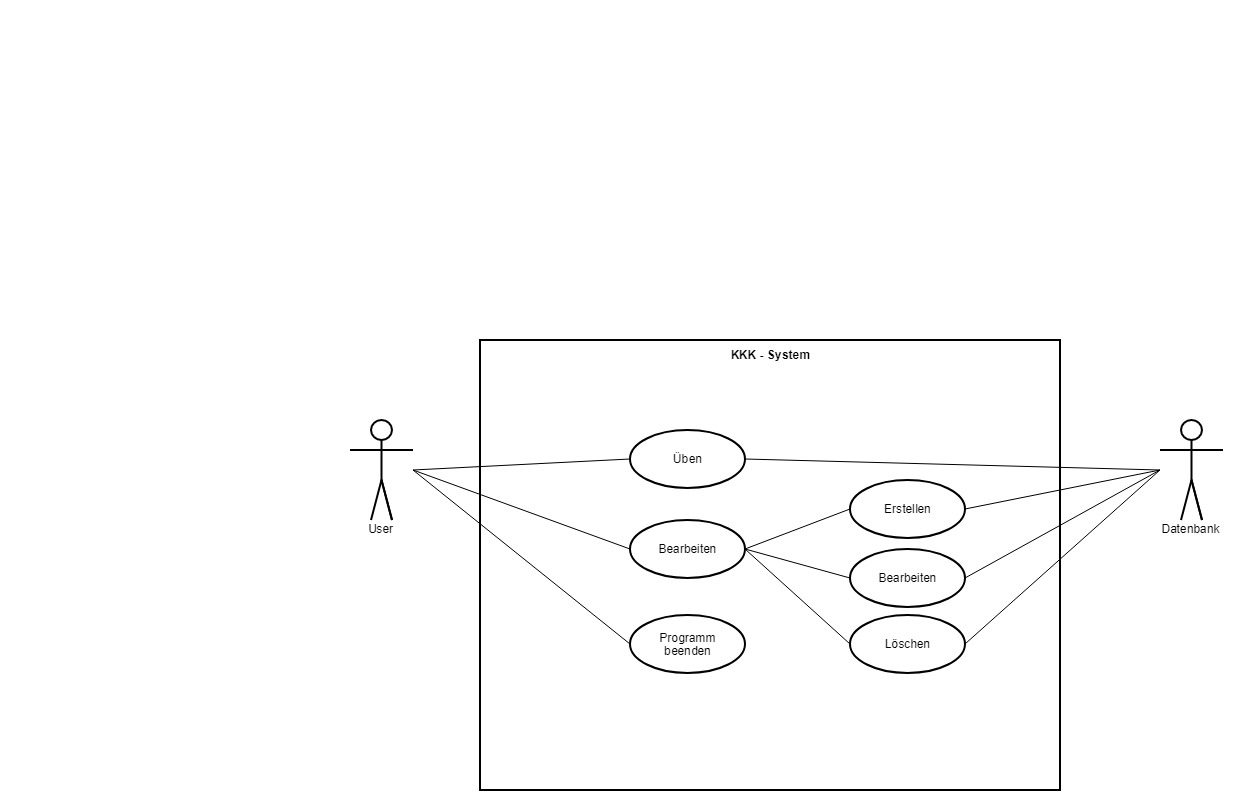 KKK - System
User
Üben
Bearbeiten
Programm
beenden
Erstellen
Bearbeiten
Löschen
Datenbank